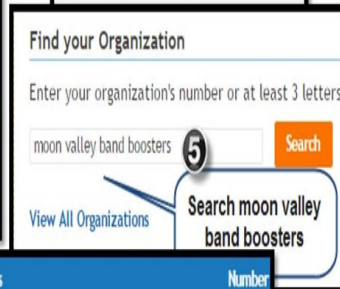 Find your Organization
Enter your organization's number or at least 3 letters
moon valley band boosters 5 Search
View All Organizations
Search moon valley
band boosters
Number